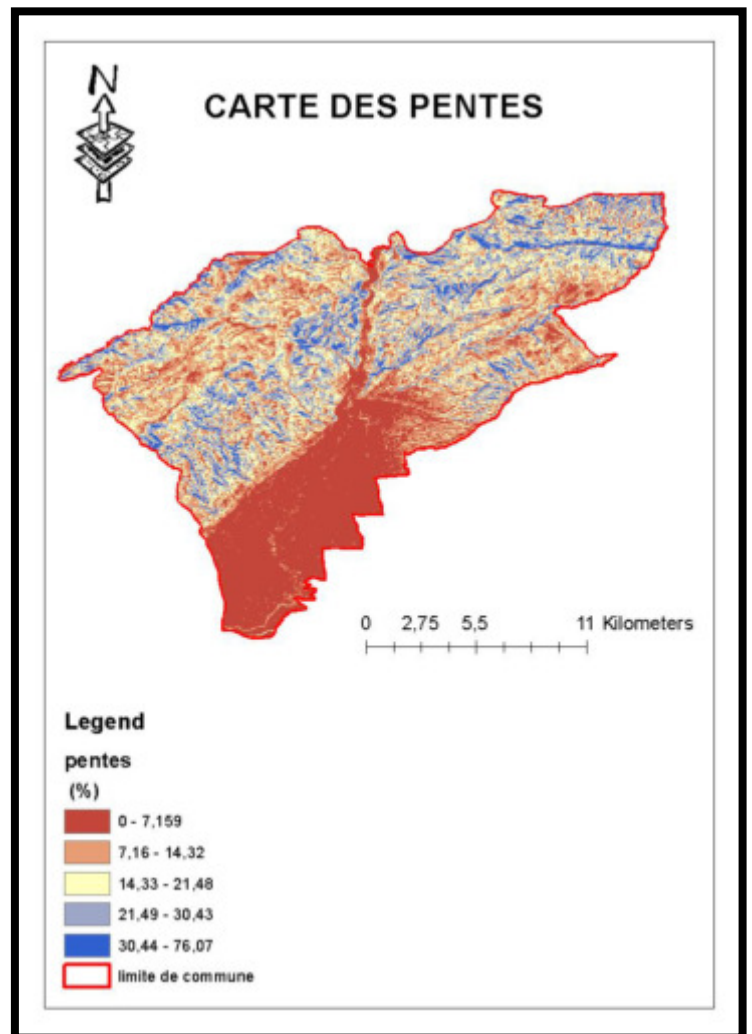 N
CARTE DES PENTES
0 2,75 5,5 11 Kilometers
Legend
pentes
(%)
0 - 7,159
7,16 - 14,32
14,33 - 21,48
21,49 - 30,43
30,44 - 76,07
limite de commune